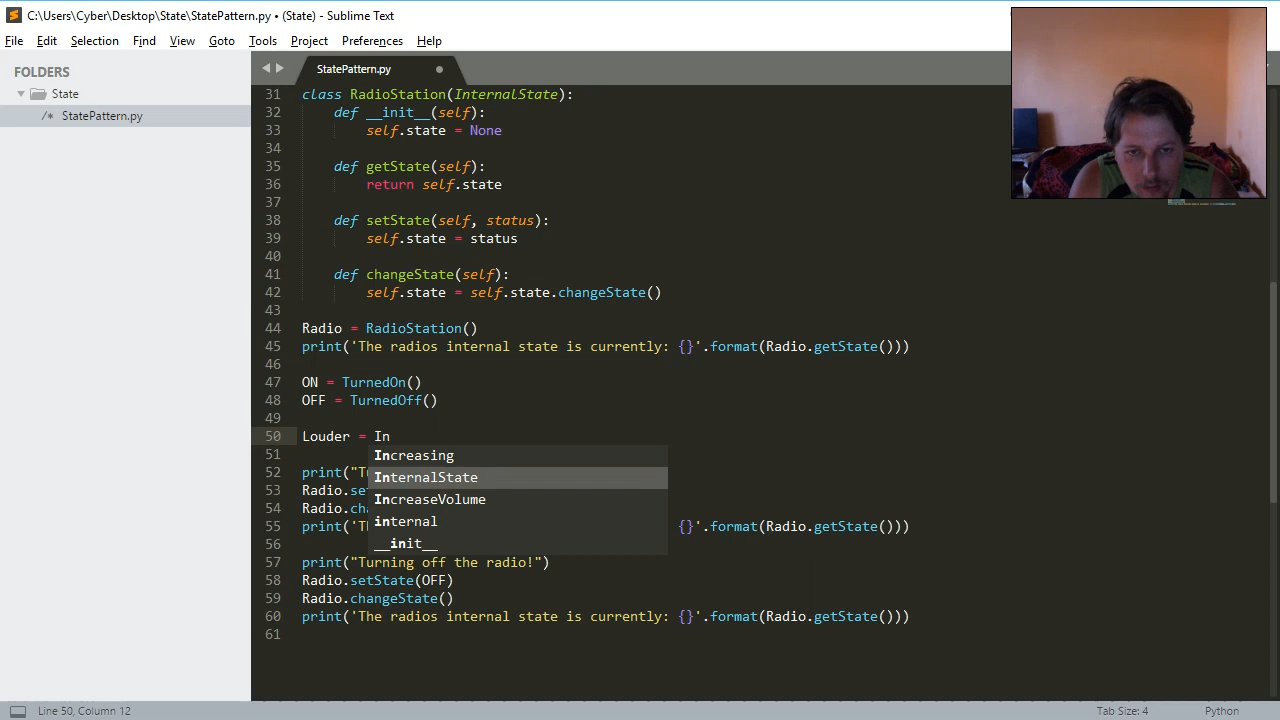 C:\Users\Cyber\Desktop\State\StatePattern.py • (State) - Sublime Text
File Edit Selection Find View Goto Tools Project Preferences Help
FOLDERS
State
/* StatePattern.py
StatePattern.py
31 class RadioStation(InternalState):
32 def __init__(self):
33 self.state = None
34
35 def getState(self):
36 return self.state
37
38 def setState(self, status):
39 self.state = status
40
41 def changeState(self):
42 self.state = self.state.changeState()
43
44 Radio = RadioStation()
45 print('The radios internal state is currently: {}'.format(Radio.getState()))
46
47 ON = TurnedOn()
48 OFF = TurnedOff()
49
50 Louder = In
51 Increasing
52 print("T
InternalState
53 Radio.se
IncreaseVolume
54 Radio.ch
internal
55 print('T {}'.format(Radio.getState()))
__init__
56
57 print("Turning off the radio!")
58 Radio.setState(OFF)
59 Radio.changeState()
60 print('The radios internal state is currently: {}'.format(Radio.getState()))
61
Line 50, Column 12 Tab Size: 4 Python